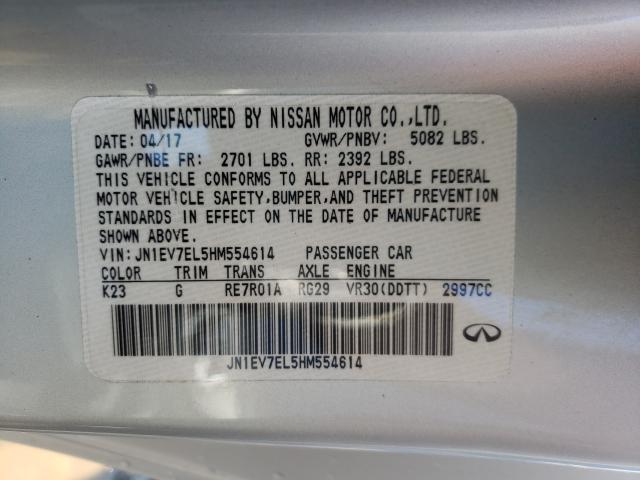 MANUFACTURED BY NISSAN MOTOR CO.,LTD.
DATE: 04/17 GVWR/PNBV: 5082 LBS.
GAWR/PNBE FR: 2701 LBS. RR: 2392 LBS.
THIS VEHICLE CONFORMS TO ALL APPLICABLE FEDERAL
MOTOR VEHICLE SAFETY,BUMPER,AND THEFT PREVENTION
STANDARDS IN EFFECT ON THE DATE OF MANUFACTURE
SHOWN ABOVE.
VIN:JN1EV7EL5HM554614 PASSENGER CAR
COLOR TRIM TRANS AXLE ENGINE
K23 G RE7R01A RG29 VR30(DDTT) 2997CC
JN1EV7EL5HM554614